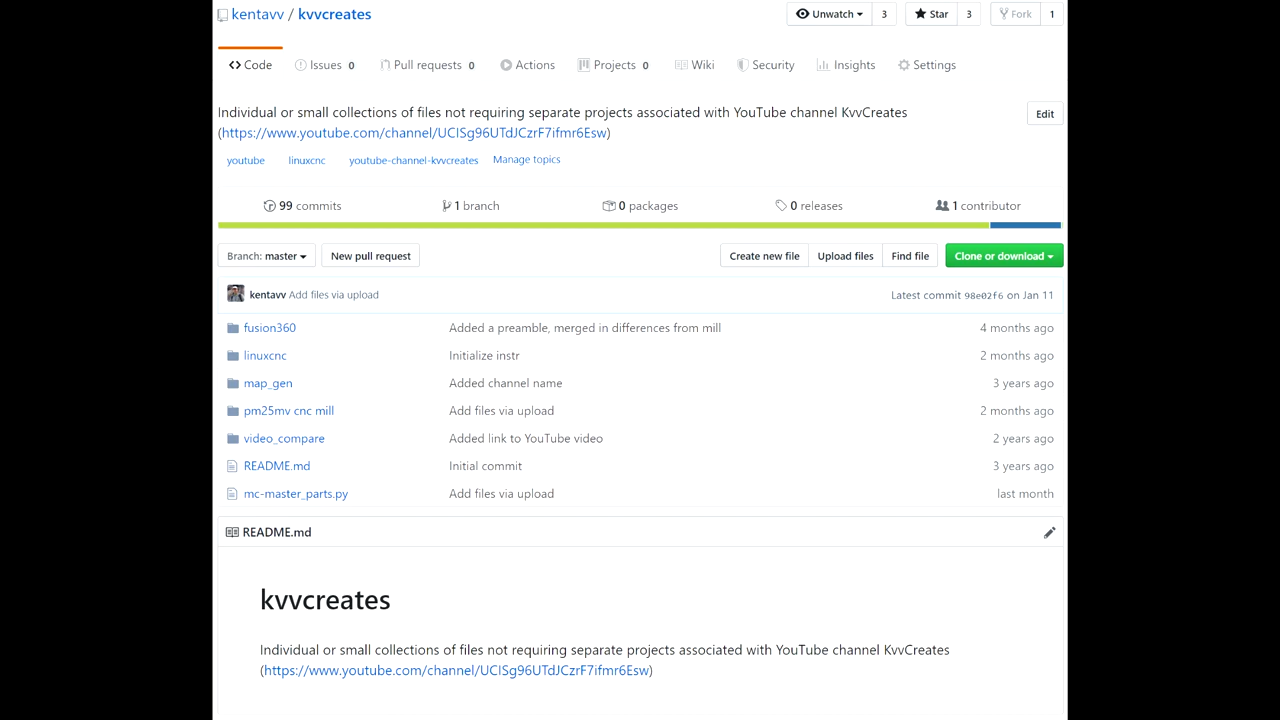 kentavv / kvvcreates Unwatch 3 Star 3 Fork 1
Code Issues 0 Pull requests 0 Actions Projects 0 Wiki Security Insights Settings
Individual or small collections of files not requiring separate projects associated with YouTube channel KvvCreates Edit
(https://www.youtube.com/channel/UCISg96UTdJCzrF7ifmr6Esw)
youtube linuxcnc youtube-channel-kvvcreates Manage topics
99 commits 1 branch 0 packages 0 releases 1 contributor
Branch: master New pull request Create new file Upload files Find file Clone or download
kentavv Add files via upload Latest commit 98e02f6 on Jan 11
fusion360 Added a preamble, merged in differences from mill 4 months ago
linuxcnc Initialize instr 2 months ago
map_gen Added channel name 3 years ago
pm25mv cnc mill Add files via upload 2 months ago
video_compare Added link to YouTube video 2 years ago
README.md Initial commit 3 years ago
mc-master_parts.py Add files via upload last month
README.md
kvvcreates
Individual or small collections of files not requiring separate projects associated with YouTube channel KvvCreates
(https://www.youtube.com/channel/UCISg96UTdJCzrF7ifmr6Esw)